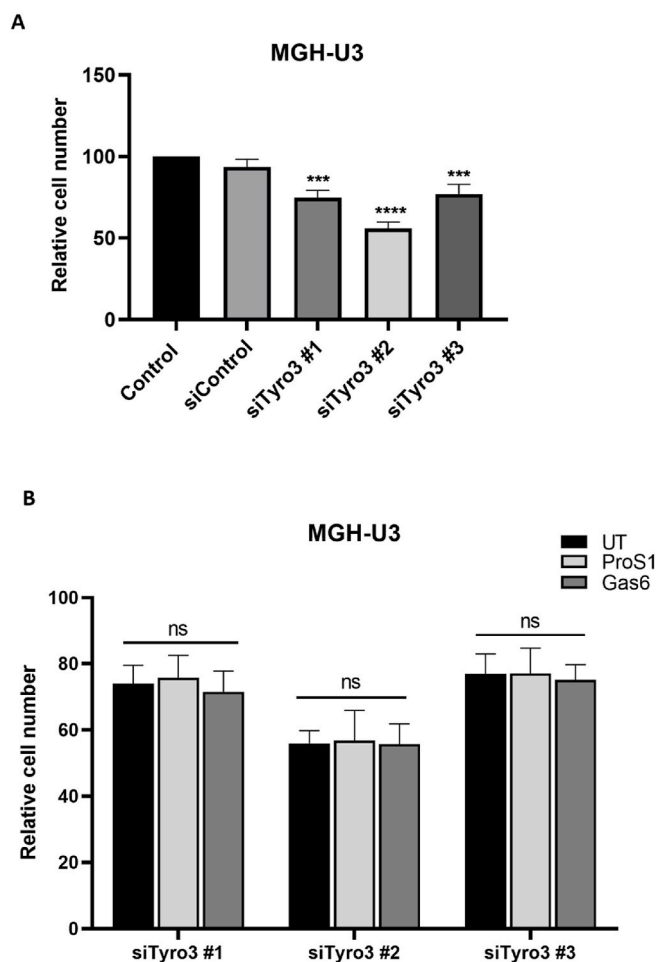 A
MGH-U3
Relative cell number
150
100
50
0
***
****
***
Control
siControl
siTyro3 #1
siTyro3 #2
siTyro3 #3
B
MGH-U3
UT
ProS1
Gas6
Relative cell number
100
80
60
40
20
0
ns
ns
ns
siTyro3 #1
siTyro3 #2
siTyro3 #3